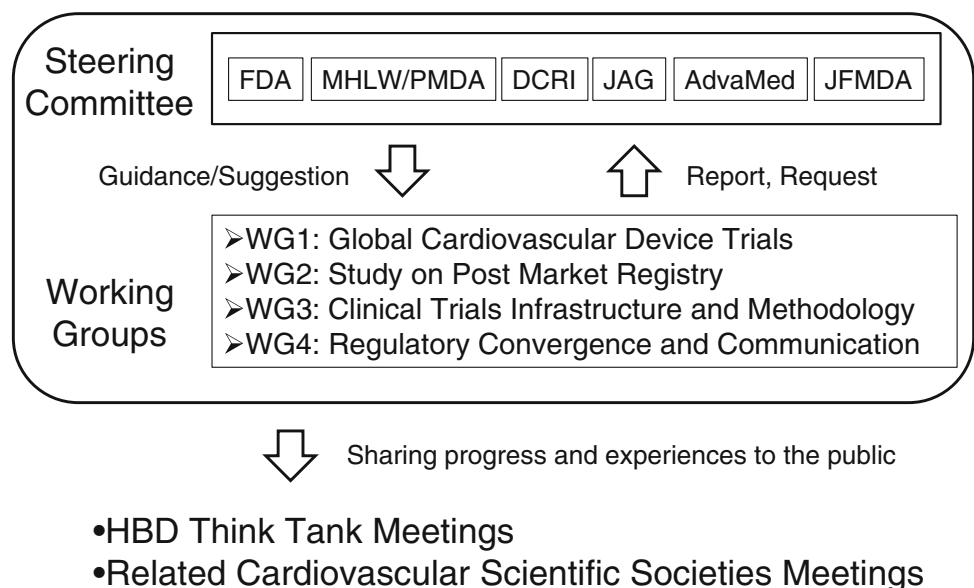 Steering
Committee
FDA MHLW/PMDA DCRI JAG AdvaMed JFMDA
Guidance/Suggestion
Report, Request
Working
Groups
➢WG1: Global Cardiovascular Device Trials
➢WG2: Study on Post Market Registry
➢WG3: Clinical Trials Infrastructure and Methodology
➢WG4: Regulatory Convergence and Communication
Sharing progress and experiences to the public
•HBD Think Tank Meetings
•Related Cardiovascular Scientific Societies Meetings